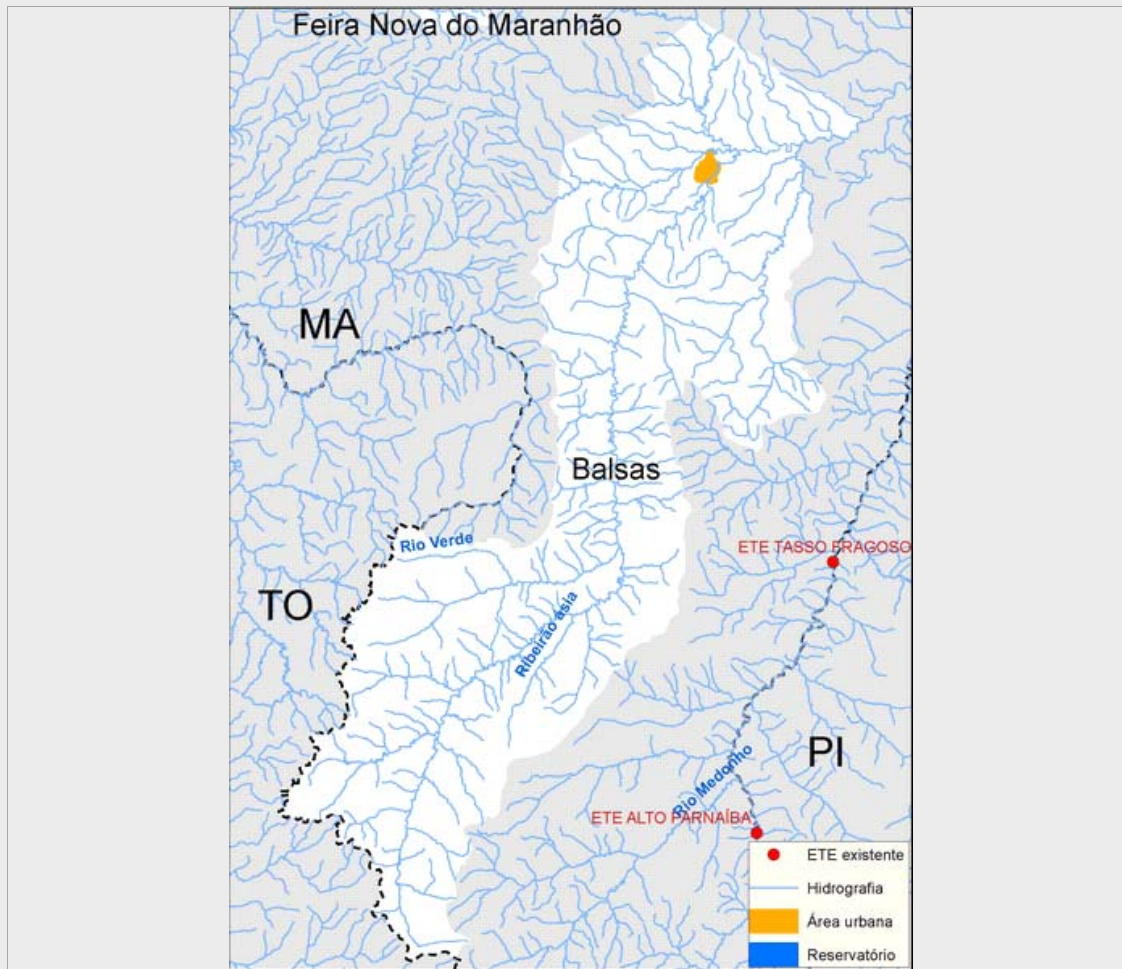 Feira Nova do Maranhão
MA
Balsas
Rio Verde
ETE TASSO FRAGOSO
TO
Ribeirão asia
PI
Rio Medonho
ETE ALTO PARNAÍBA
ETE existente
Hidrografia
Área urbana
Reservatório